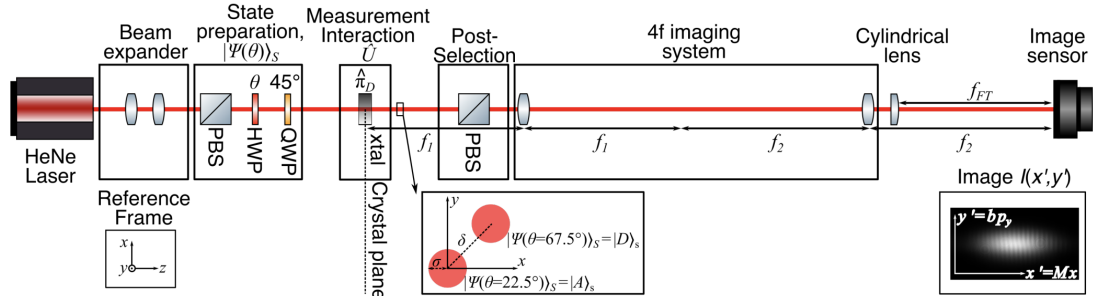 Beam
expander
State
preparation,
|Ψ(θ)⟩S
Measurement
Interaction
Û
Post-
Selection
4f imaging
system
Cylindrical
lens
Image
sensor
HeNe
Laser
PBS
θ
HWP
45°
QWP
π̂D
xtal
Crystal plane
f1
PBS
f1
f2
fFT
f2
Reference
Frame
x
y
z
y
x
δ
σ
|Ψ(θ=67.5°)⟩S=|D⟩s
|Ψ(θ=22.5°)⟩S=|A⟩s
Image I(x',y')
y'=bpy
x'=Mx